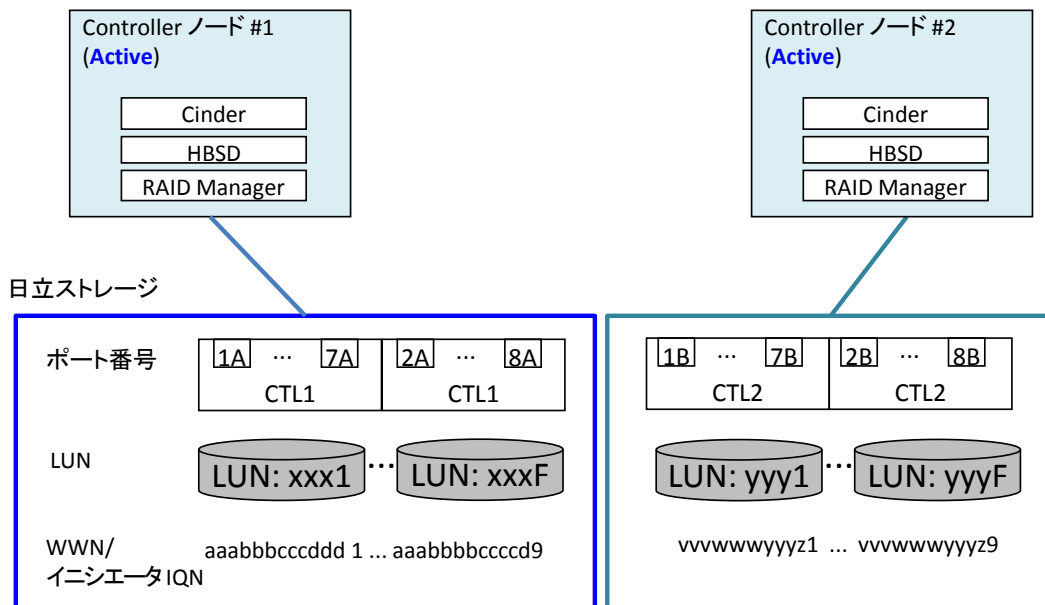 Controller ノード #1
(Active)
Cinder
HBSD
RAID Manager
Controller ノード #2
(Active)
Cinder
HBSD
RAID Manager
日立ストレージ
ポート番号
1A ... 7A 2A ... 8A
CTL1 CTL1
1B ... 7B 2B ... 8B
CTL2 CTL2
LUN
LUN: xxx1 ... LUN: xxxF
LUN: yyy1 ... LUN: yyyF
WWN/
イニシエータIQN
aaabbbcccddd 1 ... aaabbbbccccd9
vvvwwwyyyz1 ... vvvwwwyyyz9